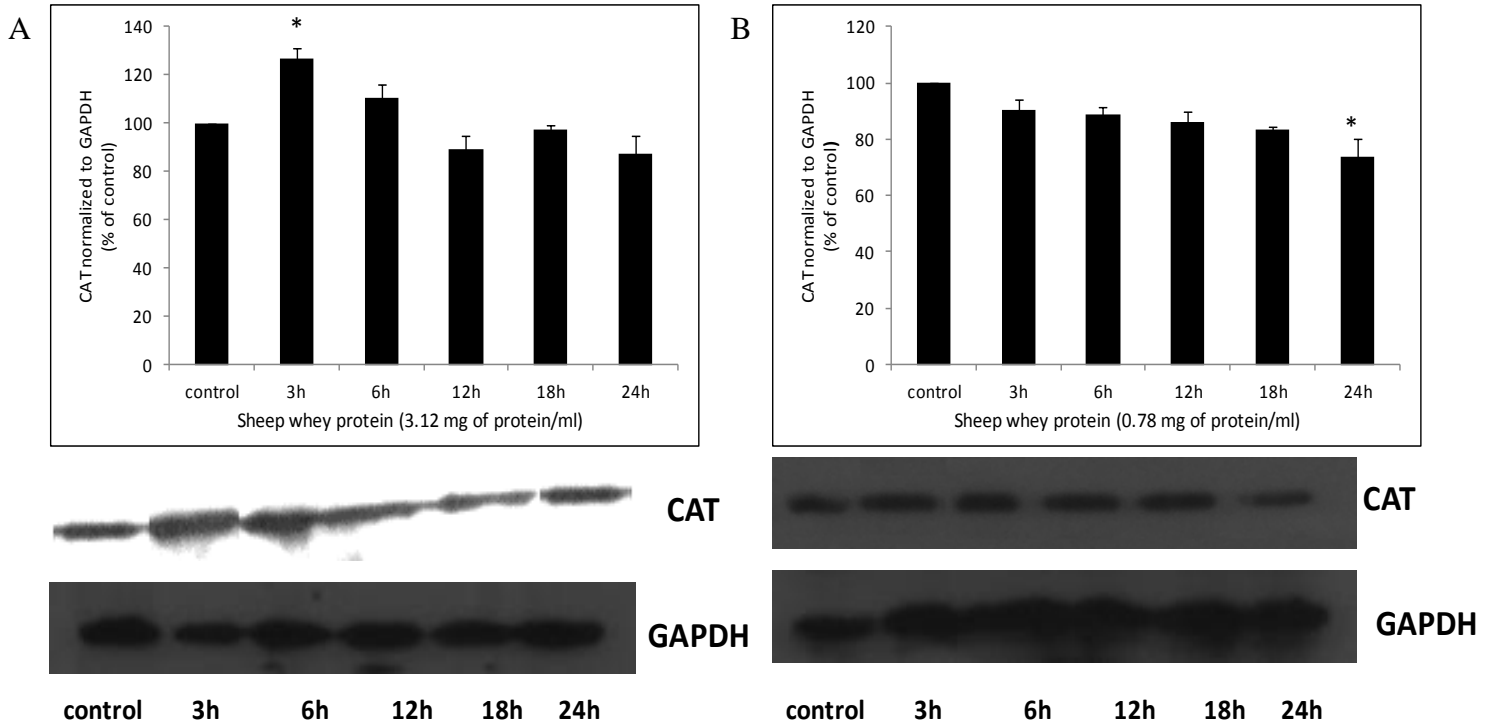 A
*
140
120
100
80
60
40
20
0
CAT normalized to GAPDH
(% of control)
control 3h 6h 12h 18h 24h
Sheep whey protein (3.12 mg of protein/ml)
CAT
GAPDH
control 3h 6h 12h 18h 24h
B
120
100
80
60
40
20
0
*
CAT normalized to GAPDH
(% of control)
control 3h 6h 12h 18h 24h
Sheep whey protein (0.78 mg of protein/ml)
CAT
GAPDH
control 3h 6h 12h 18h 24h